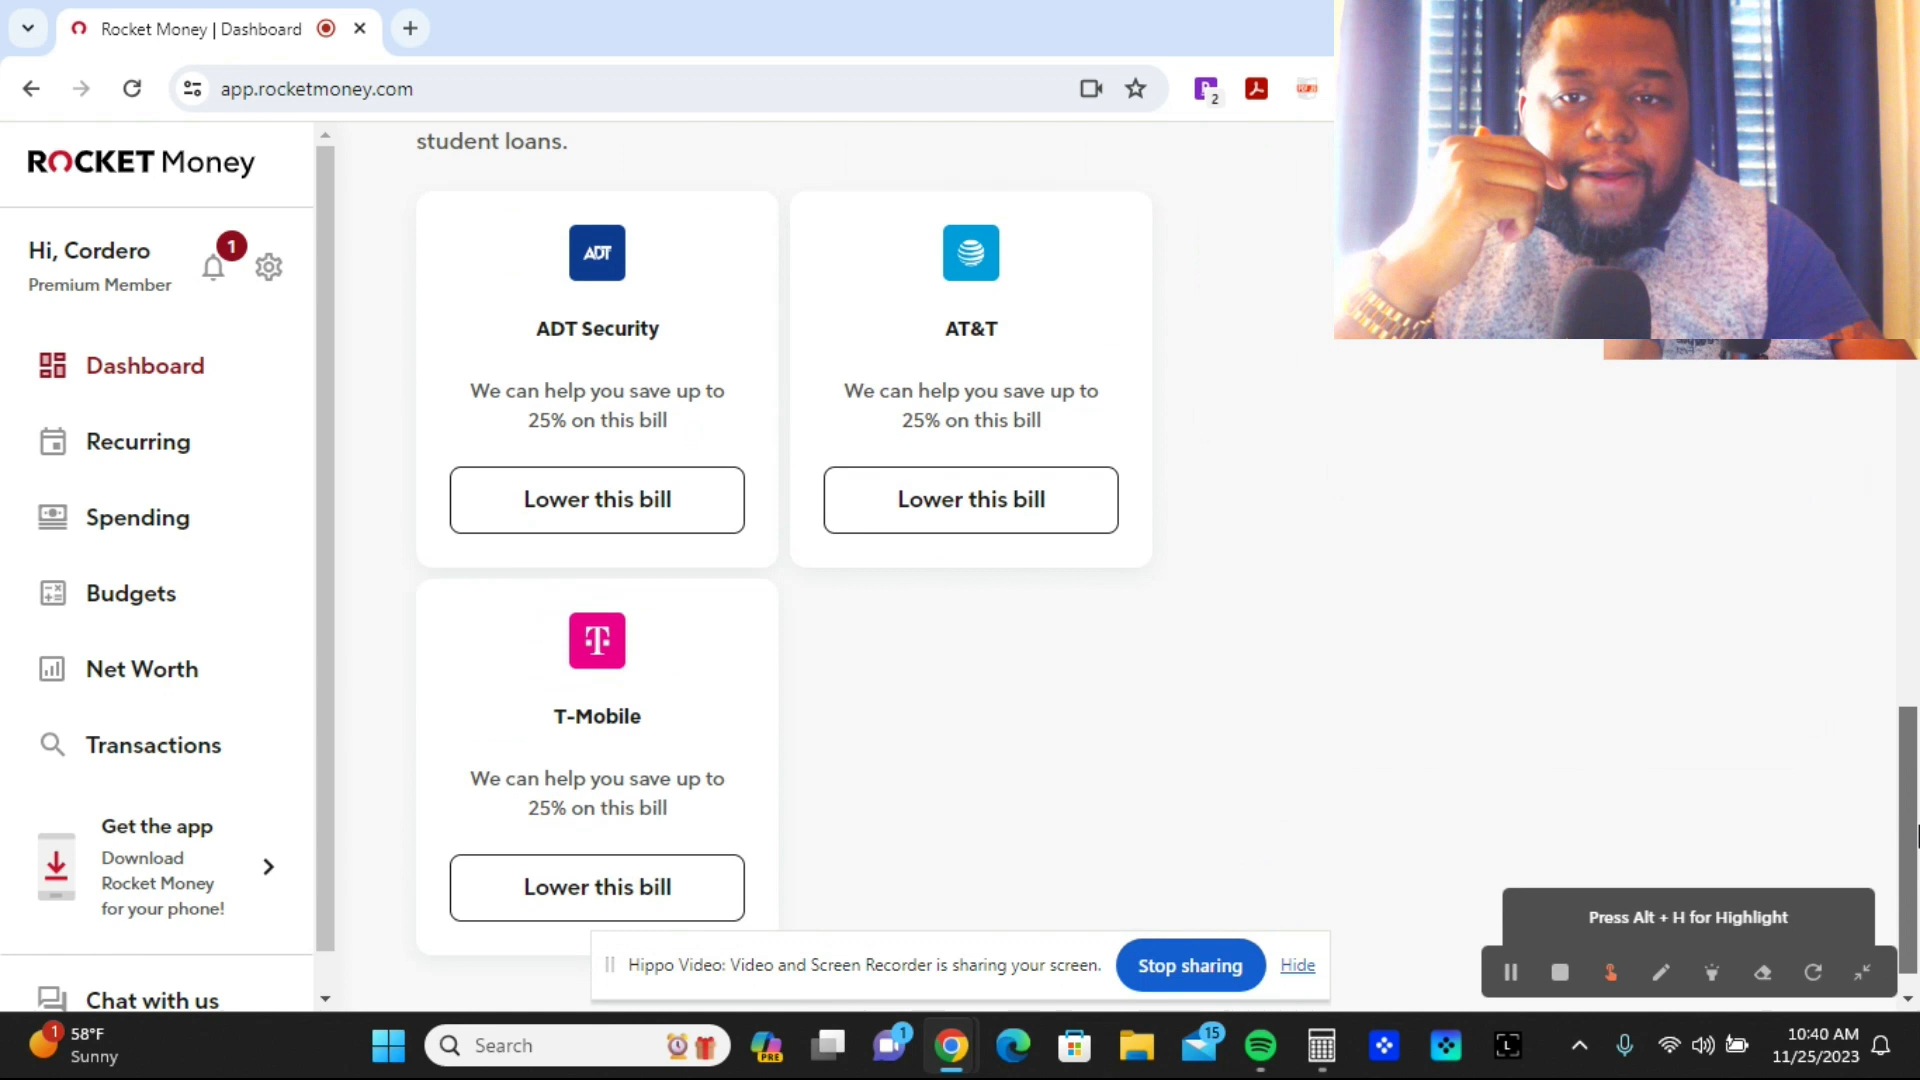 Rocket Money | Dashboard
app.rocketmoney.com
2
ROCKET Money
Hi, Cordero
1
Premium Member
Dashboard
Recurring
Spending
Budgets
Net Worth
Transactions
Get the app
Download
Rocket Money
for your phone!
Chat with us
student loans.
ADT
ADT Security
We can help you save up to
25% on this bill
Lower this bill
AT&T
We can help you save up to
25% on this bill
Lower this bill
T
T-Mobile
We can help you save up to
25% on this bill
Lower this bill
Press Alt + H for Highlight
Hippo Video: Video and Screen Recorder is sharing your screen.
Stop sharing
Hide
1
58°F
Sunny
Search
PRE
1
15
L
10:40 AM
11/25/2023